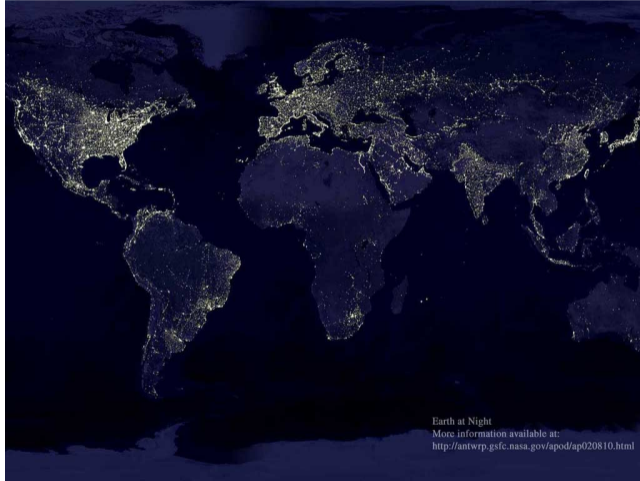 Earth at Night
More information available at:
http://antwrp.gsfc.nasa.gov/apod/ap020810.html